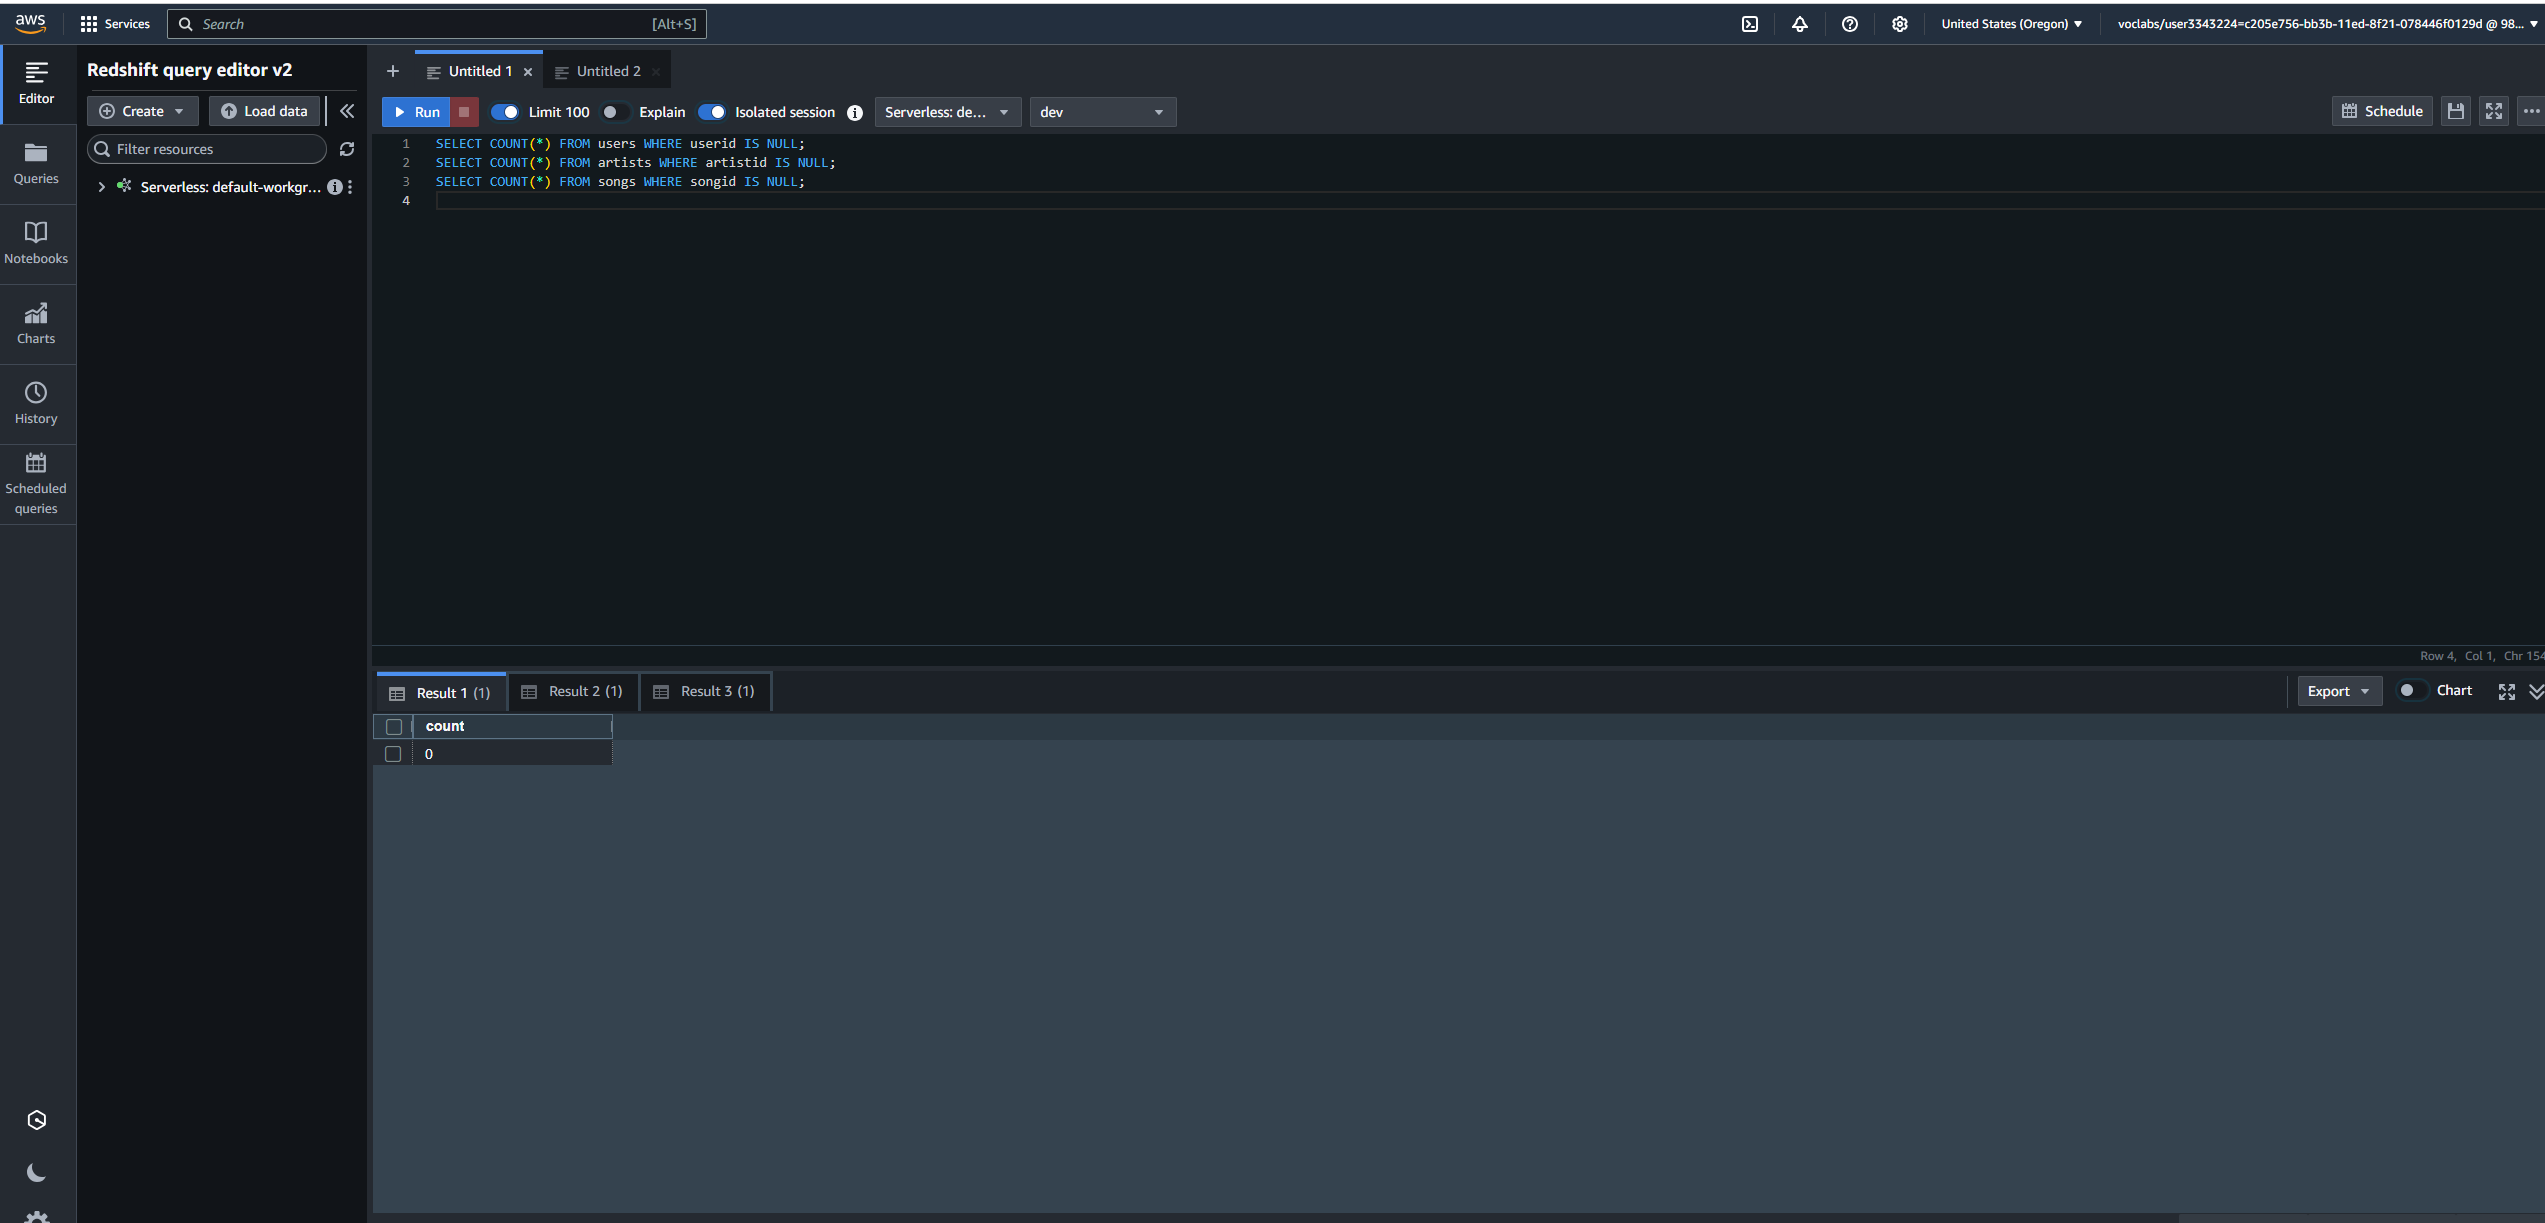 aws
Services
Search
[Alt+S]
United States (Oregon)
voclabs/user3343224=c205e756-bb3b-11ed-8f21-078446f0129d @ 98...
Editor
Queries
Notebooks
Charts
History
Scheduled
queries
Redshift query editor v2
Create
Load data
Filter resources
Serverless: default-workgr...
Untitled 1
Untitled 2
Run
Limit 100
Explain
Isolated session
Serverless: de...
dev
Schedule
1 SELECT COUNT(*) FROM users WHERE userid IS NULL;
2 SELECT COUNT(*) FROM artists WHERE artistid IS NULL;
3 SELECT COUNT(*) FROM songs WHERE songid IS NULL;
4
Row 4, Col 1, Chr 154
Result 1 (1)
Result 2 (1)
Result 3 (1)
Export
Chart
count
0